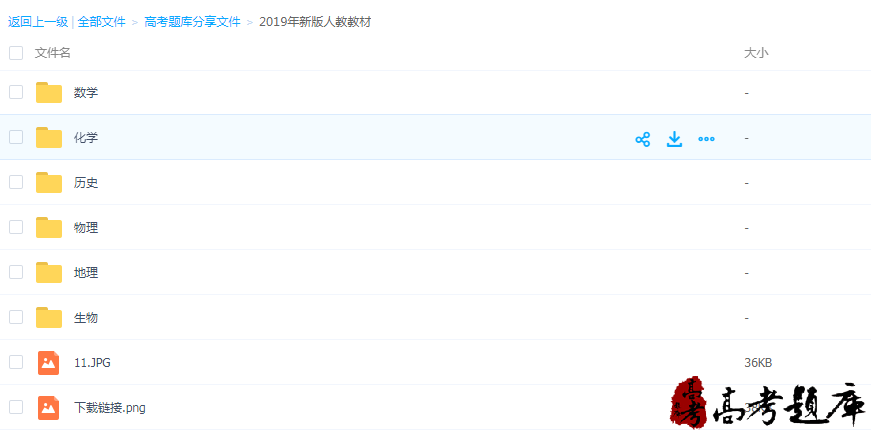 返回上一级 | 全部文件 > 高考题库分享文件 > 2019年新版人教教材
文件名 大小
数学 -
化学 -
历史 -
物理 -
地理 -
生物 -
11.JPG 36KB
下载链接.png
高考 高考题库